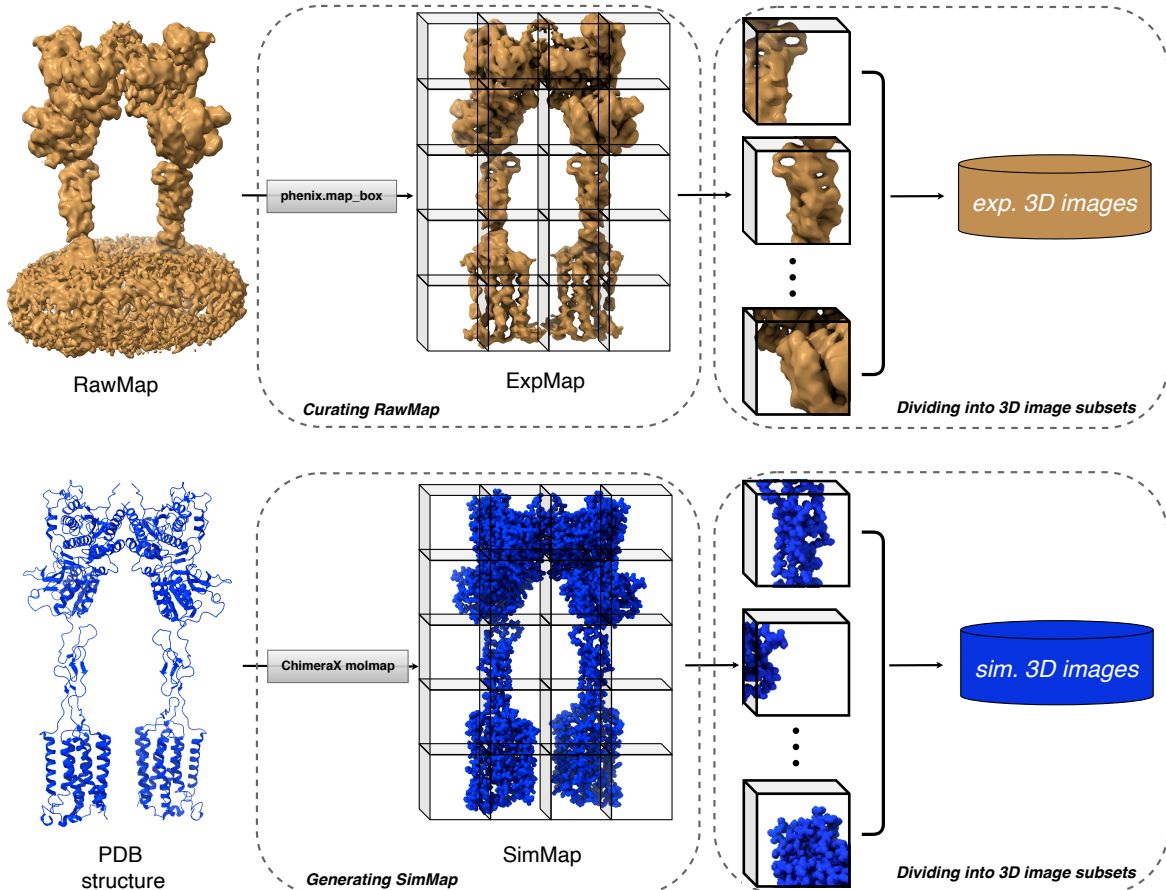 RawMap
phenix.map_box
ExpMap
Curating RawMap
exp. 3D images
Dividing into 3D image subsets
PDB
structure
ChimeraX molmap
SimMap
Generating SimMap
sim. 3D images
Dividing into 3D image subsets